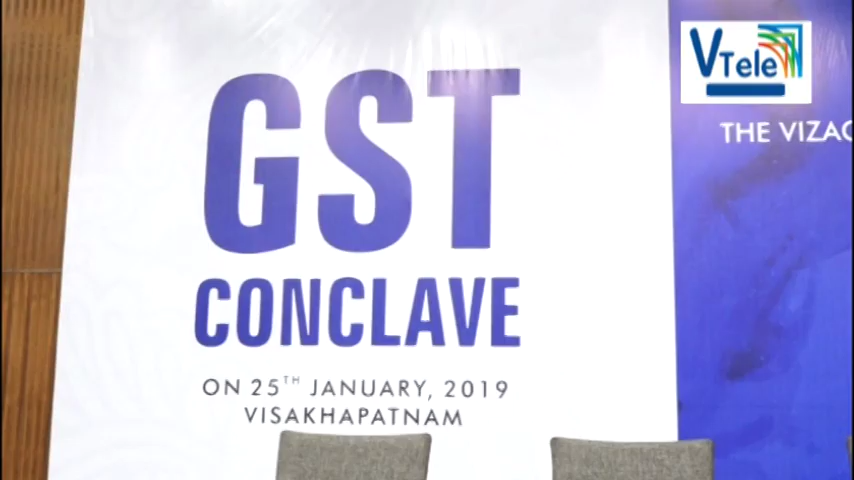 GST
CONCLAVE
ON 25TH JANUARY, 2019
VISAKHAPATNAM
VTele
THE VIZAG